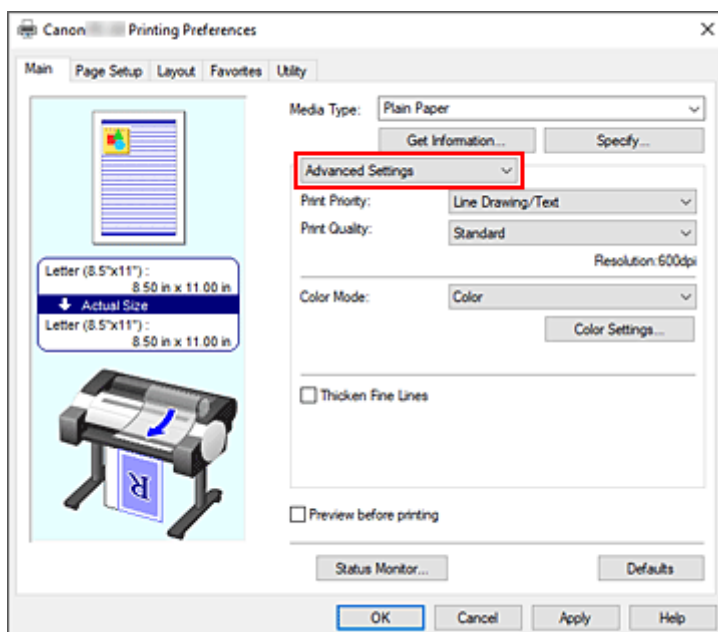 Canon Printing Preferences
Main Page Setup Layout Favorites Utility
Media Type: Plain Paper
Get Information... Specify...
Advanced Settings
Print Priority: Line Drawing/Text
Print Quality: Standard
Resolution:600dpi
Color Mode: Color
Color Settings...
Thicken Fine Lines
Letter (8.5"x11") :
8.50 in x 11.00 in
Actual Size
Letter (8.5"x11") :
8.50 in x 11.00 in
R
Preview before printing
Status Monitor... Defaults
OK Cancel Apply Help